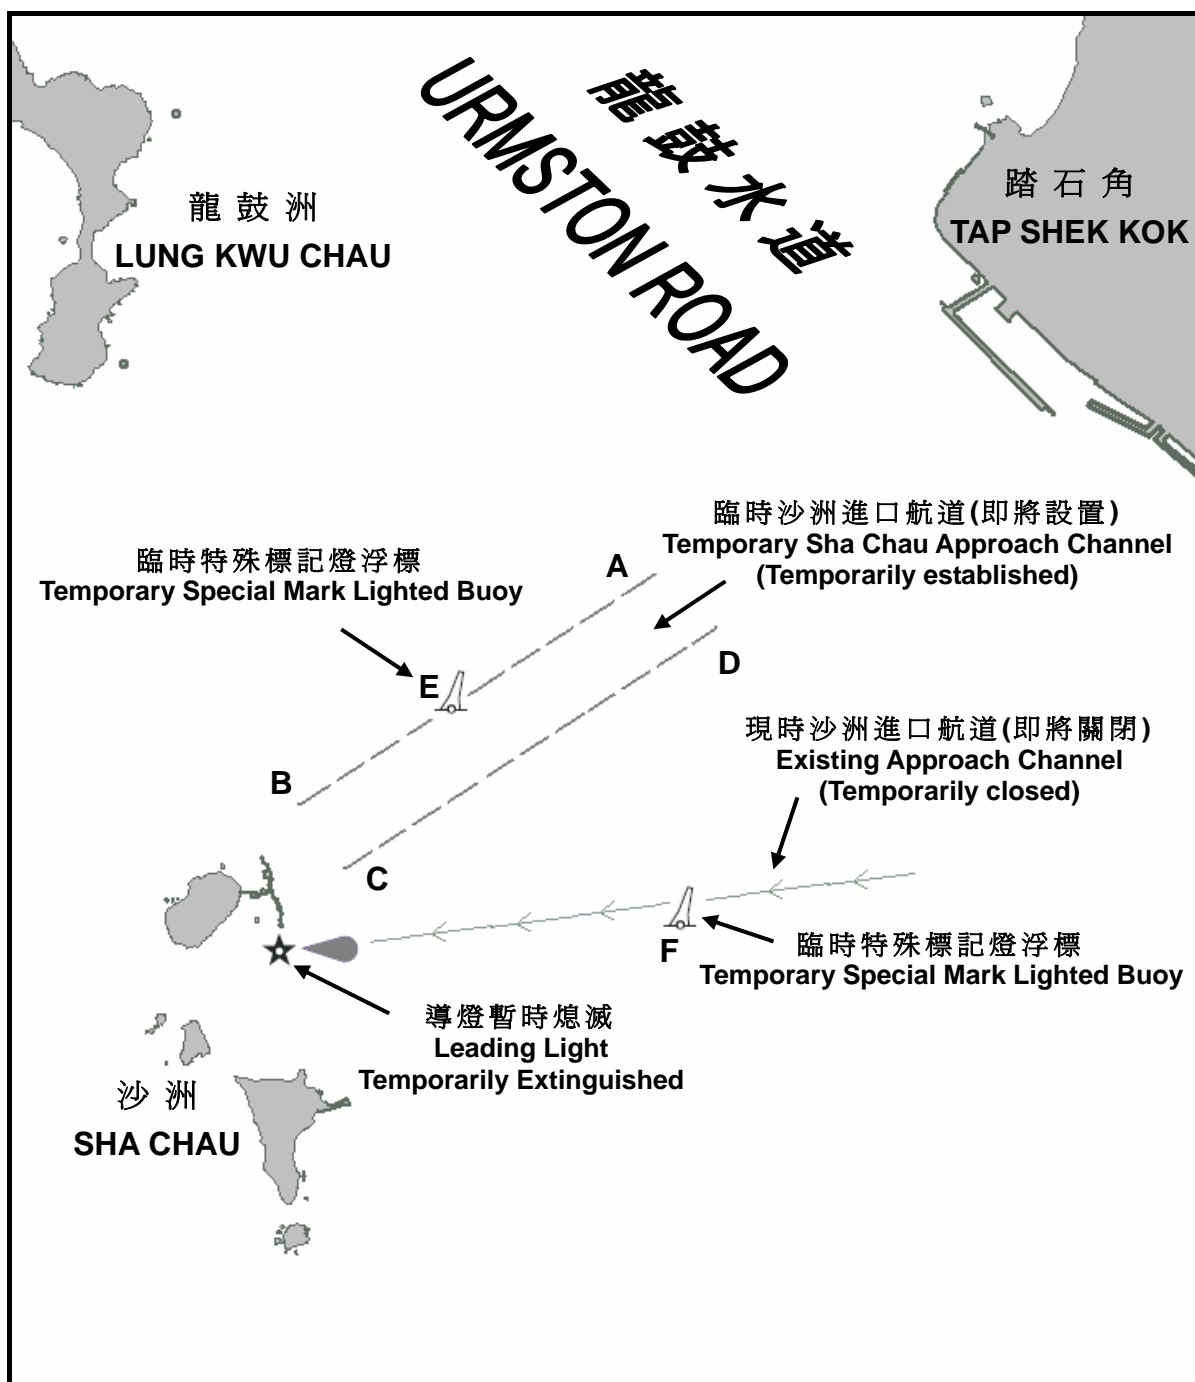 龍鼓水道
URMSTON ROAD
踏石角
TAP SHEK KOK
龍鼓洲
LUNG KWU CHAU
臨時沙洲進口航道(即將設置)
Temporary Sha Chau Approach Channel
(Temporarily established)
臨時特殊標記燈浮標
Temporary Special Mark Lighted Buoy
A
D
E
B
C
現時沙洲進口航道(即將關閉)
Existing Approach Channel
(Temporarily closed)
F
臨時特殊標記燈浮標
Temporary Special Mark Lighted Buoy
導燈暫時熄滅
Leading Light
Temporarily Extinguished
沙洲
SHA CHAU